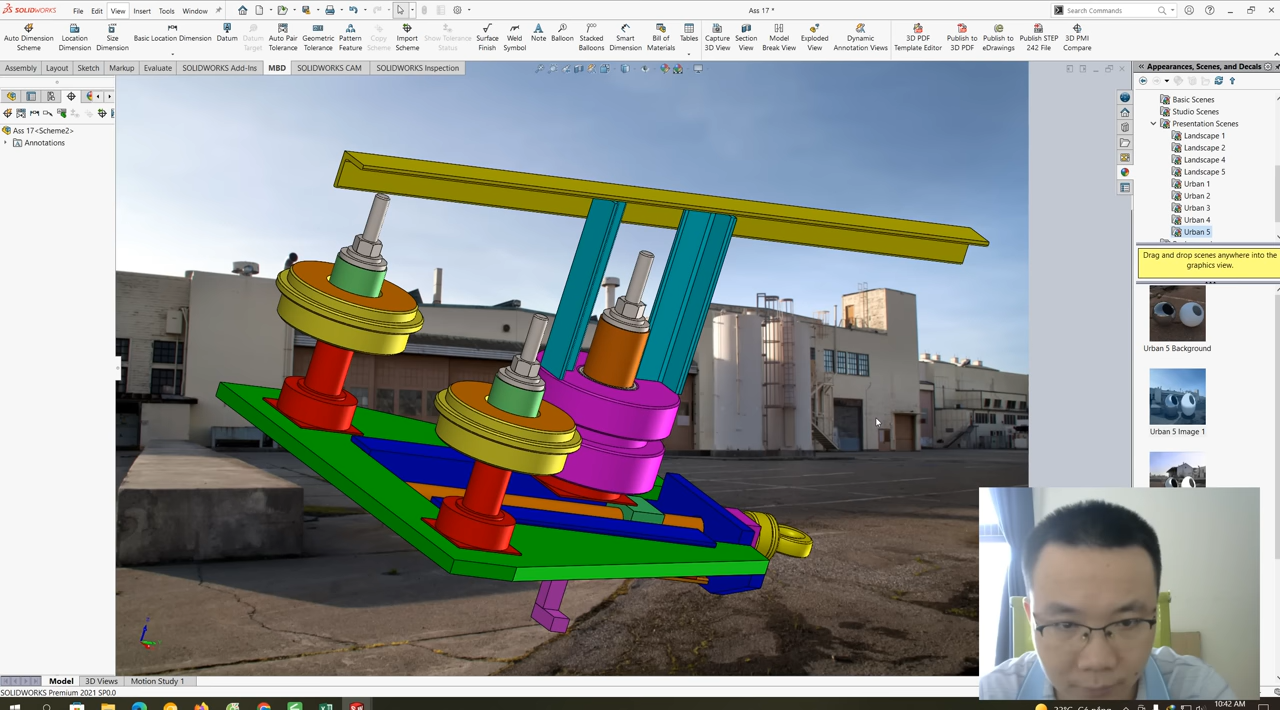 SOLIDWORKS File Edit View Insert Tools Window Ass 17 * Search Commands
Auto Dimension Scheme
Location Dimension
Size Dimension
Basic Location Dimension
Datum
Datum Target
Auto Pair Tolerance
Geometric Tolerance
Pattern Feature
Copy Scheme
Import Scheme
Show Tolerance Status
Surface Finish
Weld Symbol
Note
Balloon
Stacked Balloons
Smart Dimension
Bill of Materials
Tables
Capture 3D View
Section View
Model Break View
Exploded View
Dynamic Annotation Views
3D PDF Template Editor
Publish to 3D PDF
Publish to eDrawings
Publish STEP 242 File
3D PMI Compare
Assembly Layout Sketch Markup Evaluate SOLIDWORKS Add-Ins MBD SOLIDWORKS CAM SOLIDWORKS Inspection
Appearances, Scenes, and Decals
Ass 17<Scheme2>
Annotations
Basic Scenes
Studio Scenes
Presentation Scenes
Landscape 1
Landscape 2
Landscape 4
Landscape 5
Urban 1
Urban 2
Urban 3
Urban 4
Urban 5
Drag and drop scenes anywhere into the
graphics view.
Urban 5 Background
Urban 5 Image 1
Model 3D Views Motion Study 1
SOLIDWORKS Premium 2021 SP0.0
10:42 AM